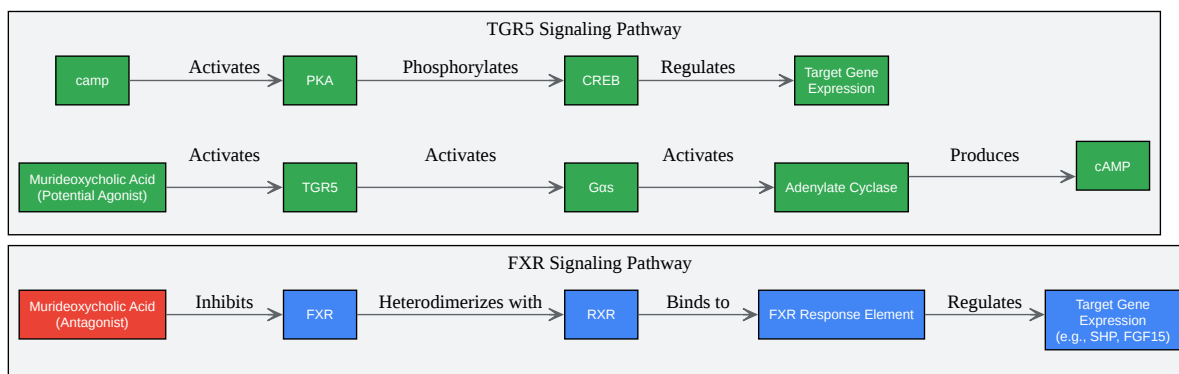 TGR5 Signaling Pathway
camp
Activates
PKA
Phosphorylates
CREB
Regulates
Target Gene
Expression
Murideoxycholic Acid
(Potential Agonist)
Activates
TGR5
Activates
Gαs
Activates
Adenylate Cyclase
Produces
cAMP
FXR Signaling Pathway
Murideoxycholic Acid
(Antagonist)
Inhibits
FXR
Heterodimerizes with
RXR
Binds to
FXR Response Element
Regulates
Target Gene
Expression
(e.g., SHP, FGF15)